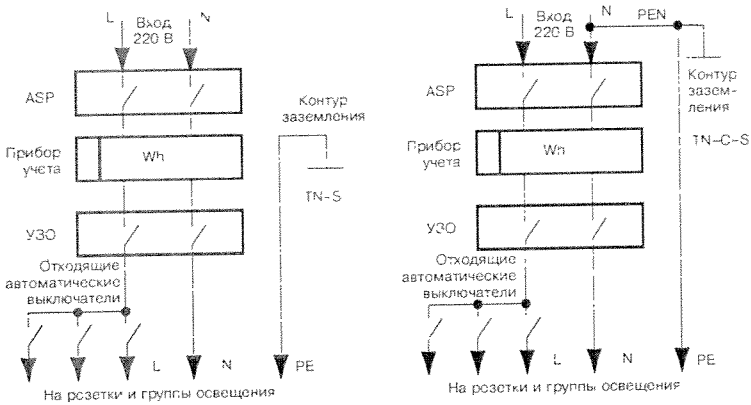 L
Вход
220 В
N
ASP
Прибор
учета
Wh
УЗО
Контур
заземления
TN-S
Отходящие
автоматические
выключатели
L
N
PE
На розетки и группы освещения
L
Вход
220 В
N
PEN
ASP
Контур
зазем-
ления
TN-C-S
Прибор
учета
Wh
УЗО
Отходящие
автоматические
выключатели
L
N
PE
На розетки и группы освещения